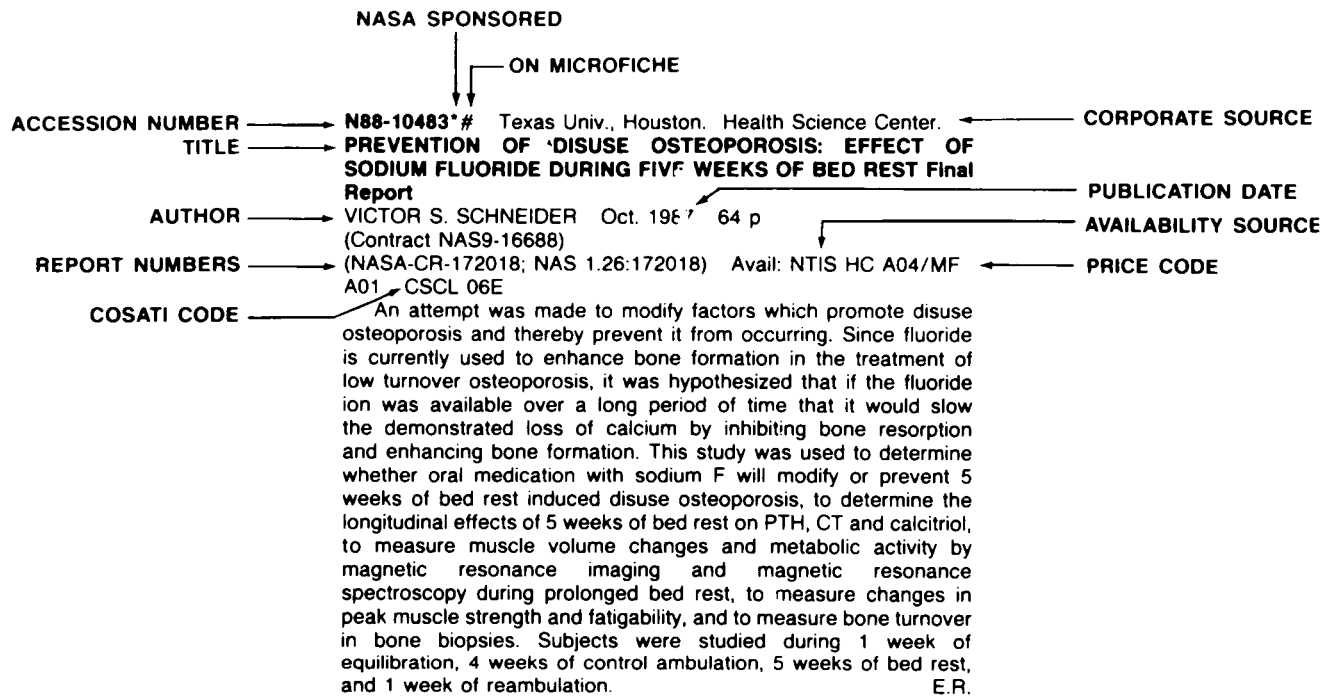 NASA SPONSORED
ON MICROFICHE
ACCESSION NUMBER N88-10483*# Texas Univ., Houston. Health Science Center. CORPORATE SOURCE
TITLE PREVENTION OF DISUSE OSTEOPOROSIS: EFFECT OF
SODIUM FLUORIDE DURING FIVE WEEKS OF BED REST Final
Report
PUBLICATION DATE
AUTHOR VICTOR S. SCHNEIDER Oct. 1987 64 p
AVAILABILITY SOURCE
(Contract NAS9-16688)
REPORT NUMBERS (NASA-CR-172018; NAS 1.26:172018) Avail: NTIS HC A04/MF PRICE CODE
A01 CSCL 06E
COSATI CODE
An attempt was made to modify factors which promote disuse
osteoporosis and thereby prevent it from occurring. Since fluoride
is currently used to enhance bone formation in the treatment of
low turnover osteoporosis, it was hypothesized that if the fluoride
ion was available over a long period of time that it would slow
the demonstrated loss of calcium by inhibiting bone resorption
and enhancing bone formation. This study was used to determine
whether oral medication with sodium F will modify or prevent 5
weeks of bed rest induced disuse osteoporosis, to determine the
longitudinal effects of 5 weeks of bed rest on PTH, CT and calcitriol,
to measure muscle volume changes and metabolic activity by
magnetic resonance imaging and magnetic resonance
spectroscopy during prolonged bed rest, to measure changes in
peak muscle strength and fatigability, and to measure bone turnover
in bone biopsies. Subjects were studied during 1 week of
equilibration, 4 weeks of control ambulation, 5 weeks of bed rest,
and 1 week of reambulation. E.R.